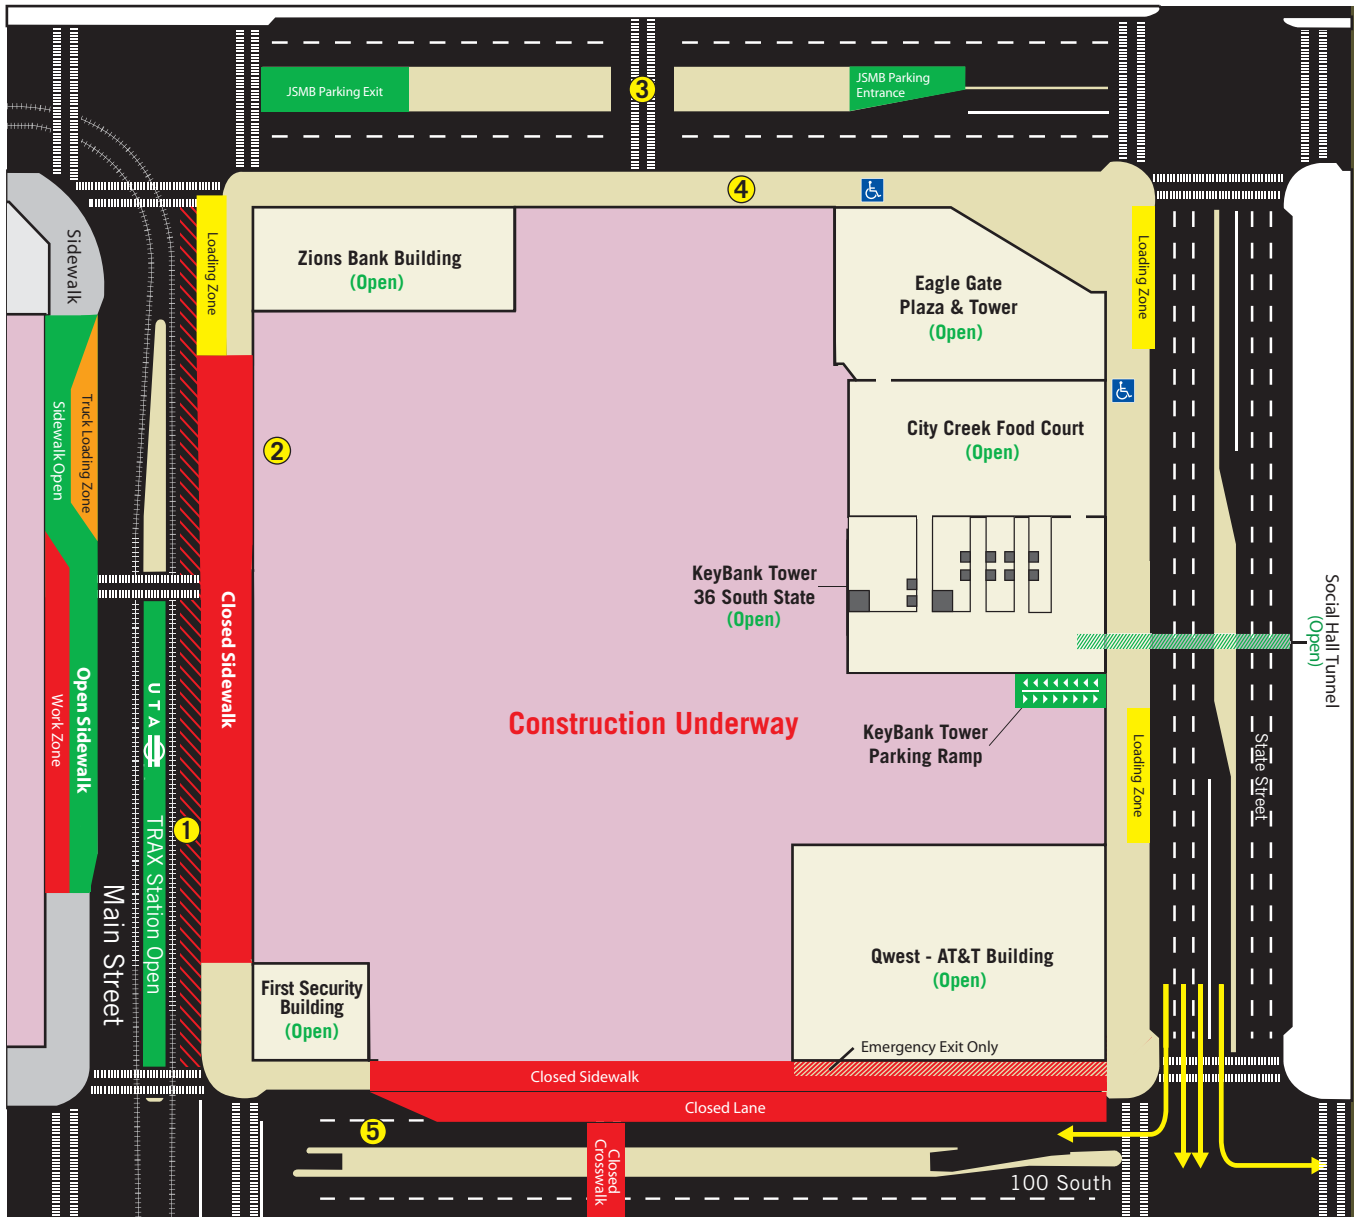 JSMB Parking Exit
3
JSMB Parking
Entrance
4
Sidewalk
Loading Zone
Zions Bank Building
(Open)
Eagle Gate
Plaza & Tower
(Open)
Loading Zone
Truck Loading Zone
Sidewalk Open
2
City Creek Food Court
(Open)
KeyBank Tower
36 South State
(Open)
Closed Sidewalk
Social Hall Tunnel
(Open)
Work Zone
Open Sidewalk
UTA
TRAX Station Open
1
Main Street
Construction Underway
KeyBank Tower
Parking Ramp
Loading Zone
State Street
First Security
Building
(Open)
Qwest - AT&T Building
(Open)
Emergency Exit Only
Closed Sidewalk
Closed Lane
5
Closed
Crosswalk
100 South